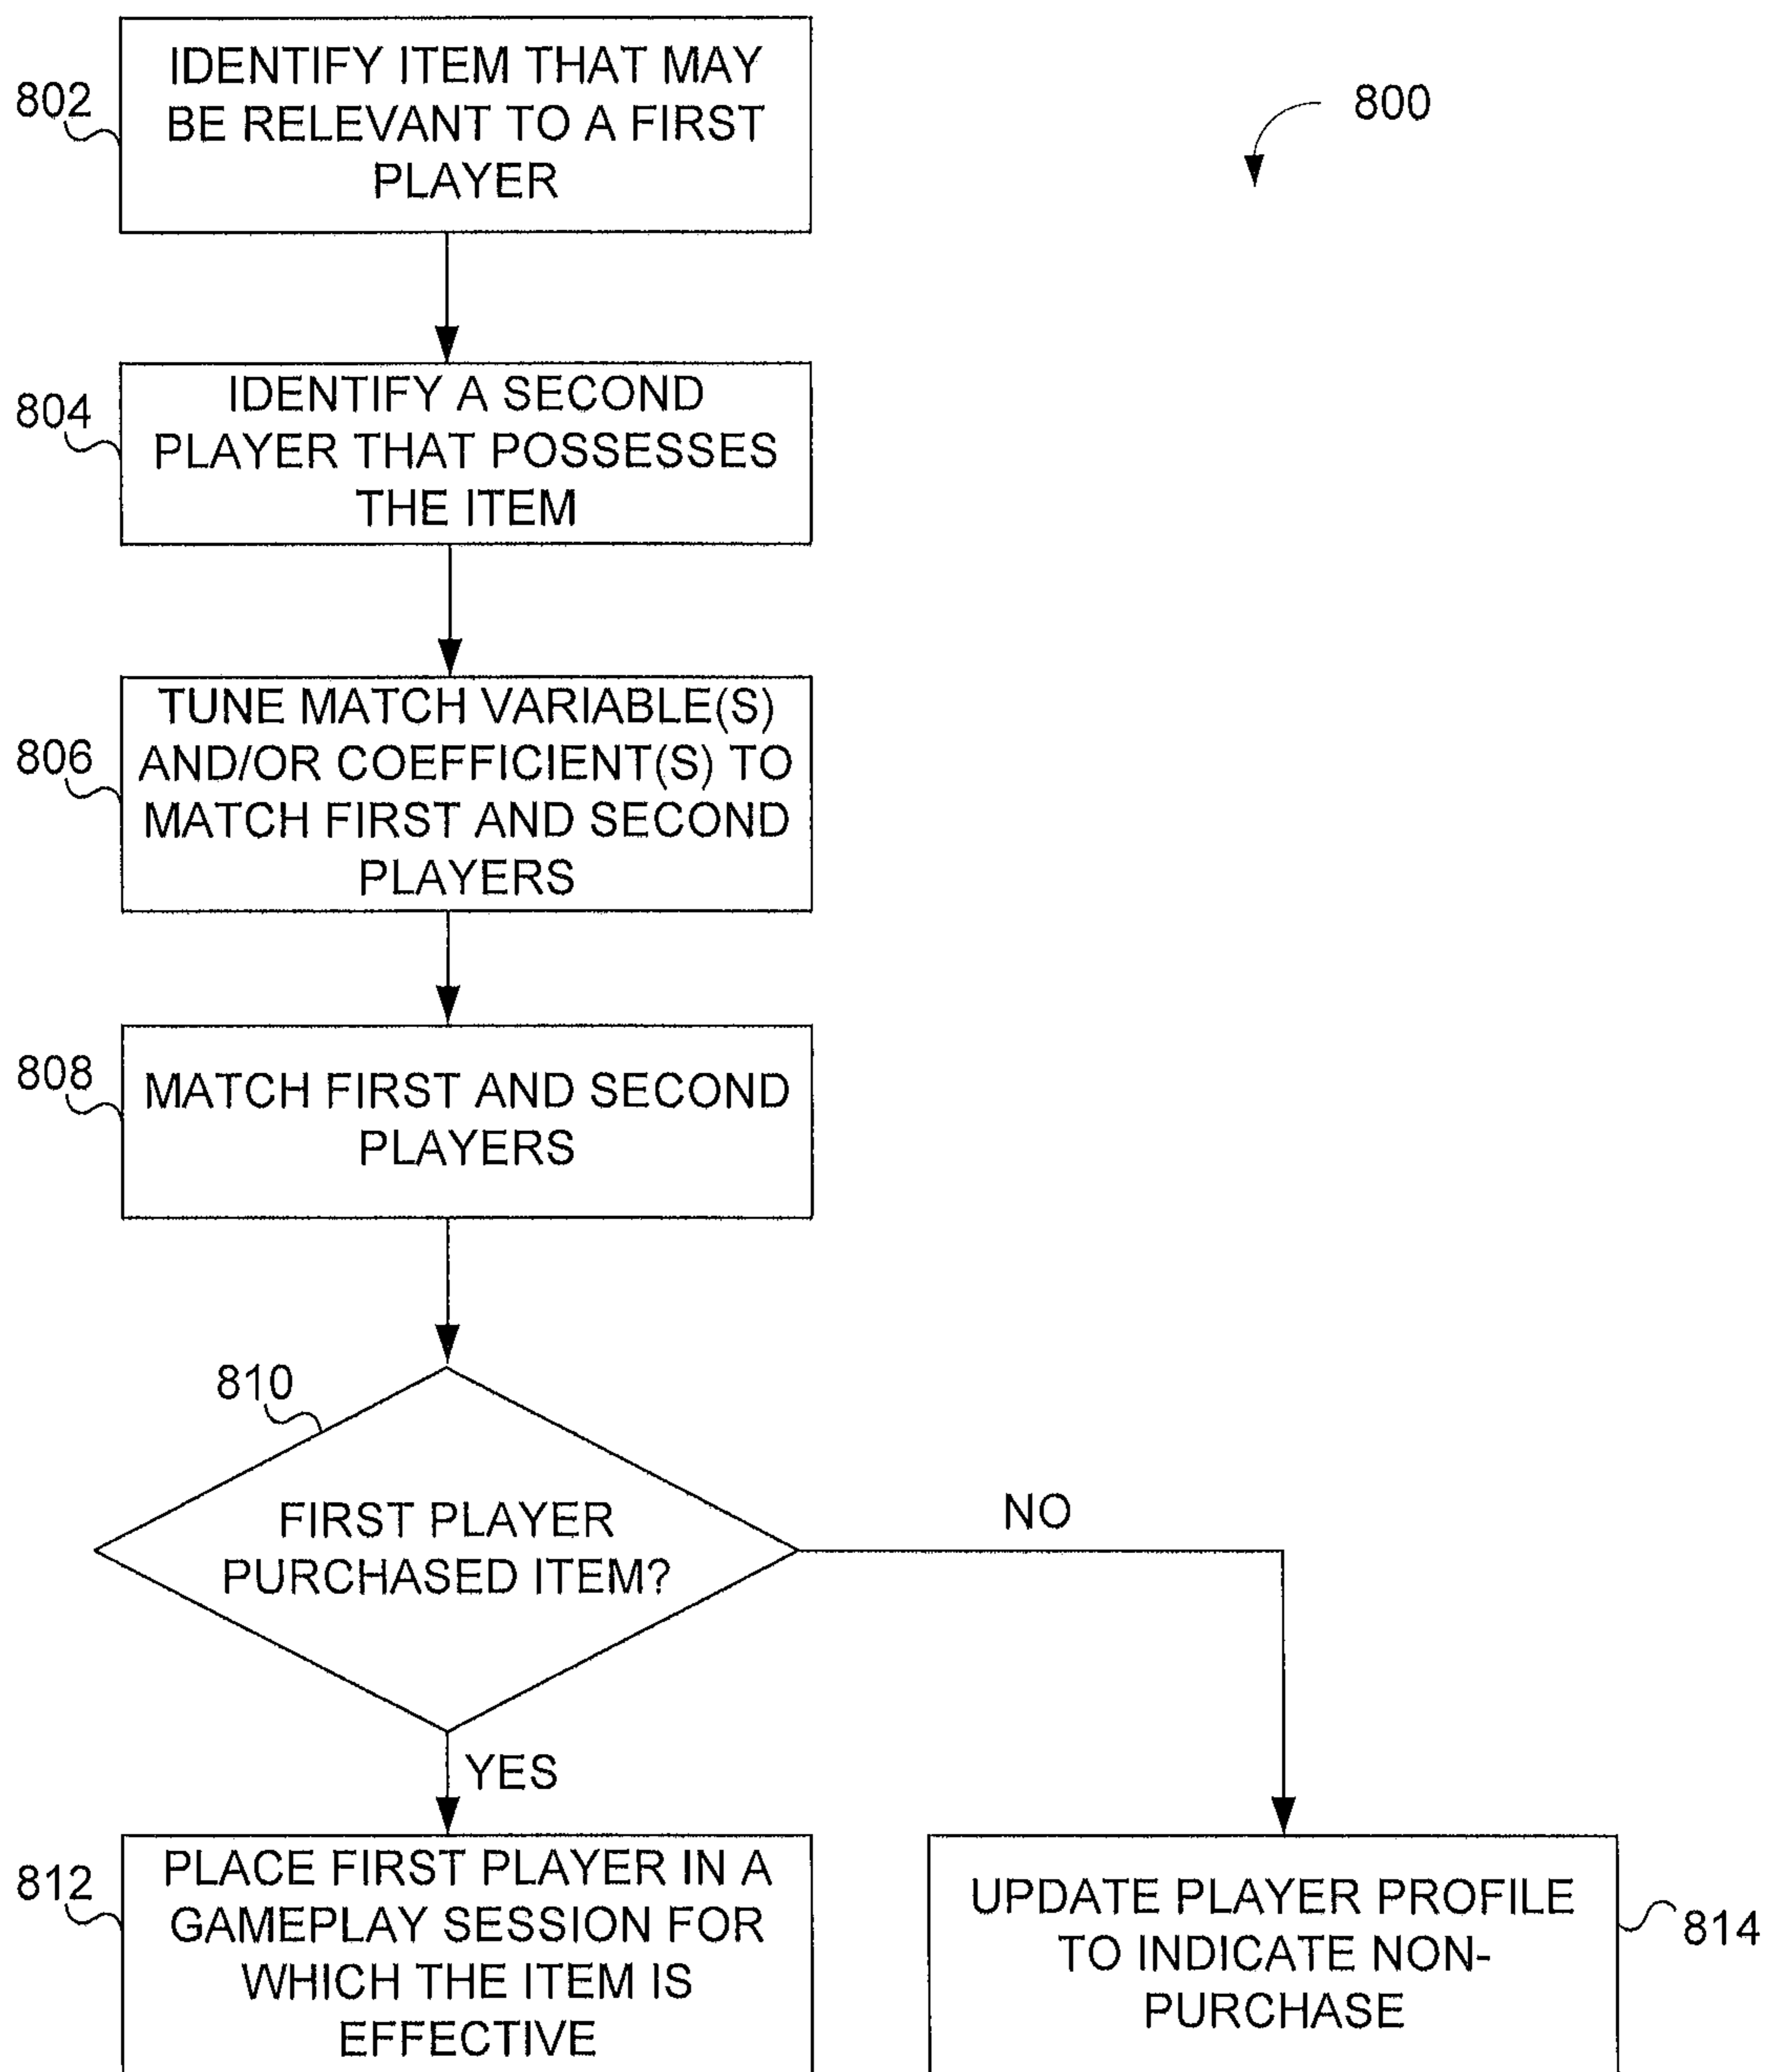 802
IDENTIFY ITEM THAT MAY
BE RELEVANT TO A FIRST
PLAYER
800
804
IDENTIFY A SECOND
PLAYER THAT POSSESSES
THE ITEM
806
TUNE MATCH VARIABLE(S)
AND/OR COEFFICIENT(S) TO
MATCH FIRST AND SECOND
PLAYERS
808
MATCH FIRST AND SECOND
PLAYERS
810
FIRST PLAYER
PURCHASED ITEM?
NO
YES
812
PLACE FIRST PLAYER IN A
GAMEPLAY SESSION FOR
WHICH THE ITEM IS
EFFECTIVE
UPDATE PLAYER PROFILE
TO INDICATE NON-
PURCHASE
814